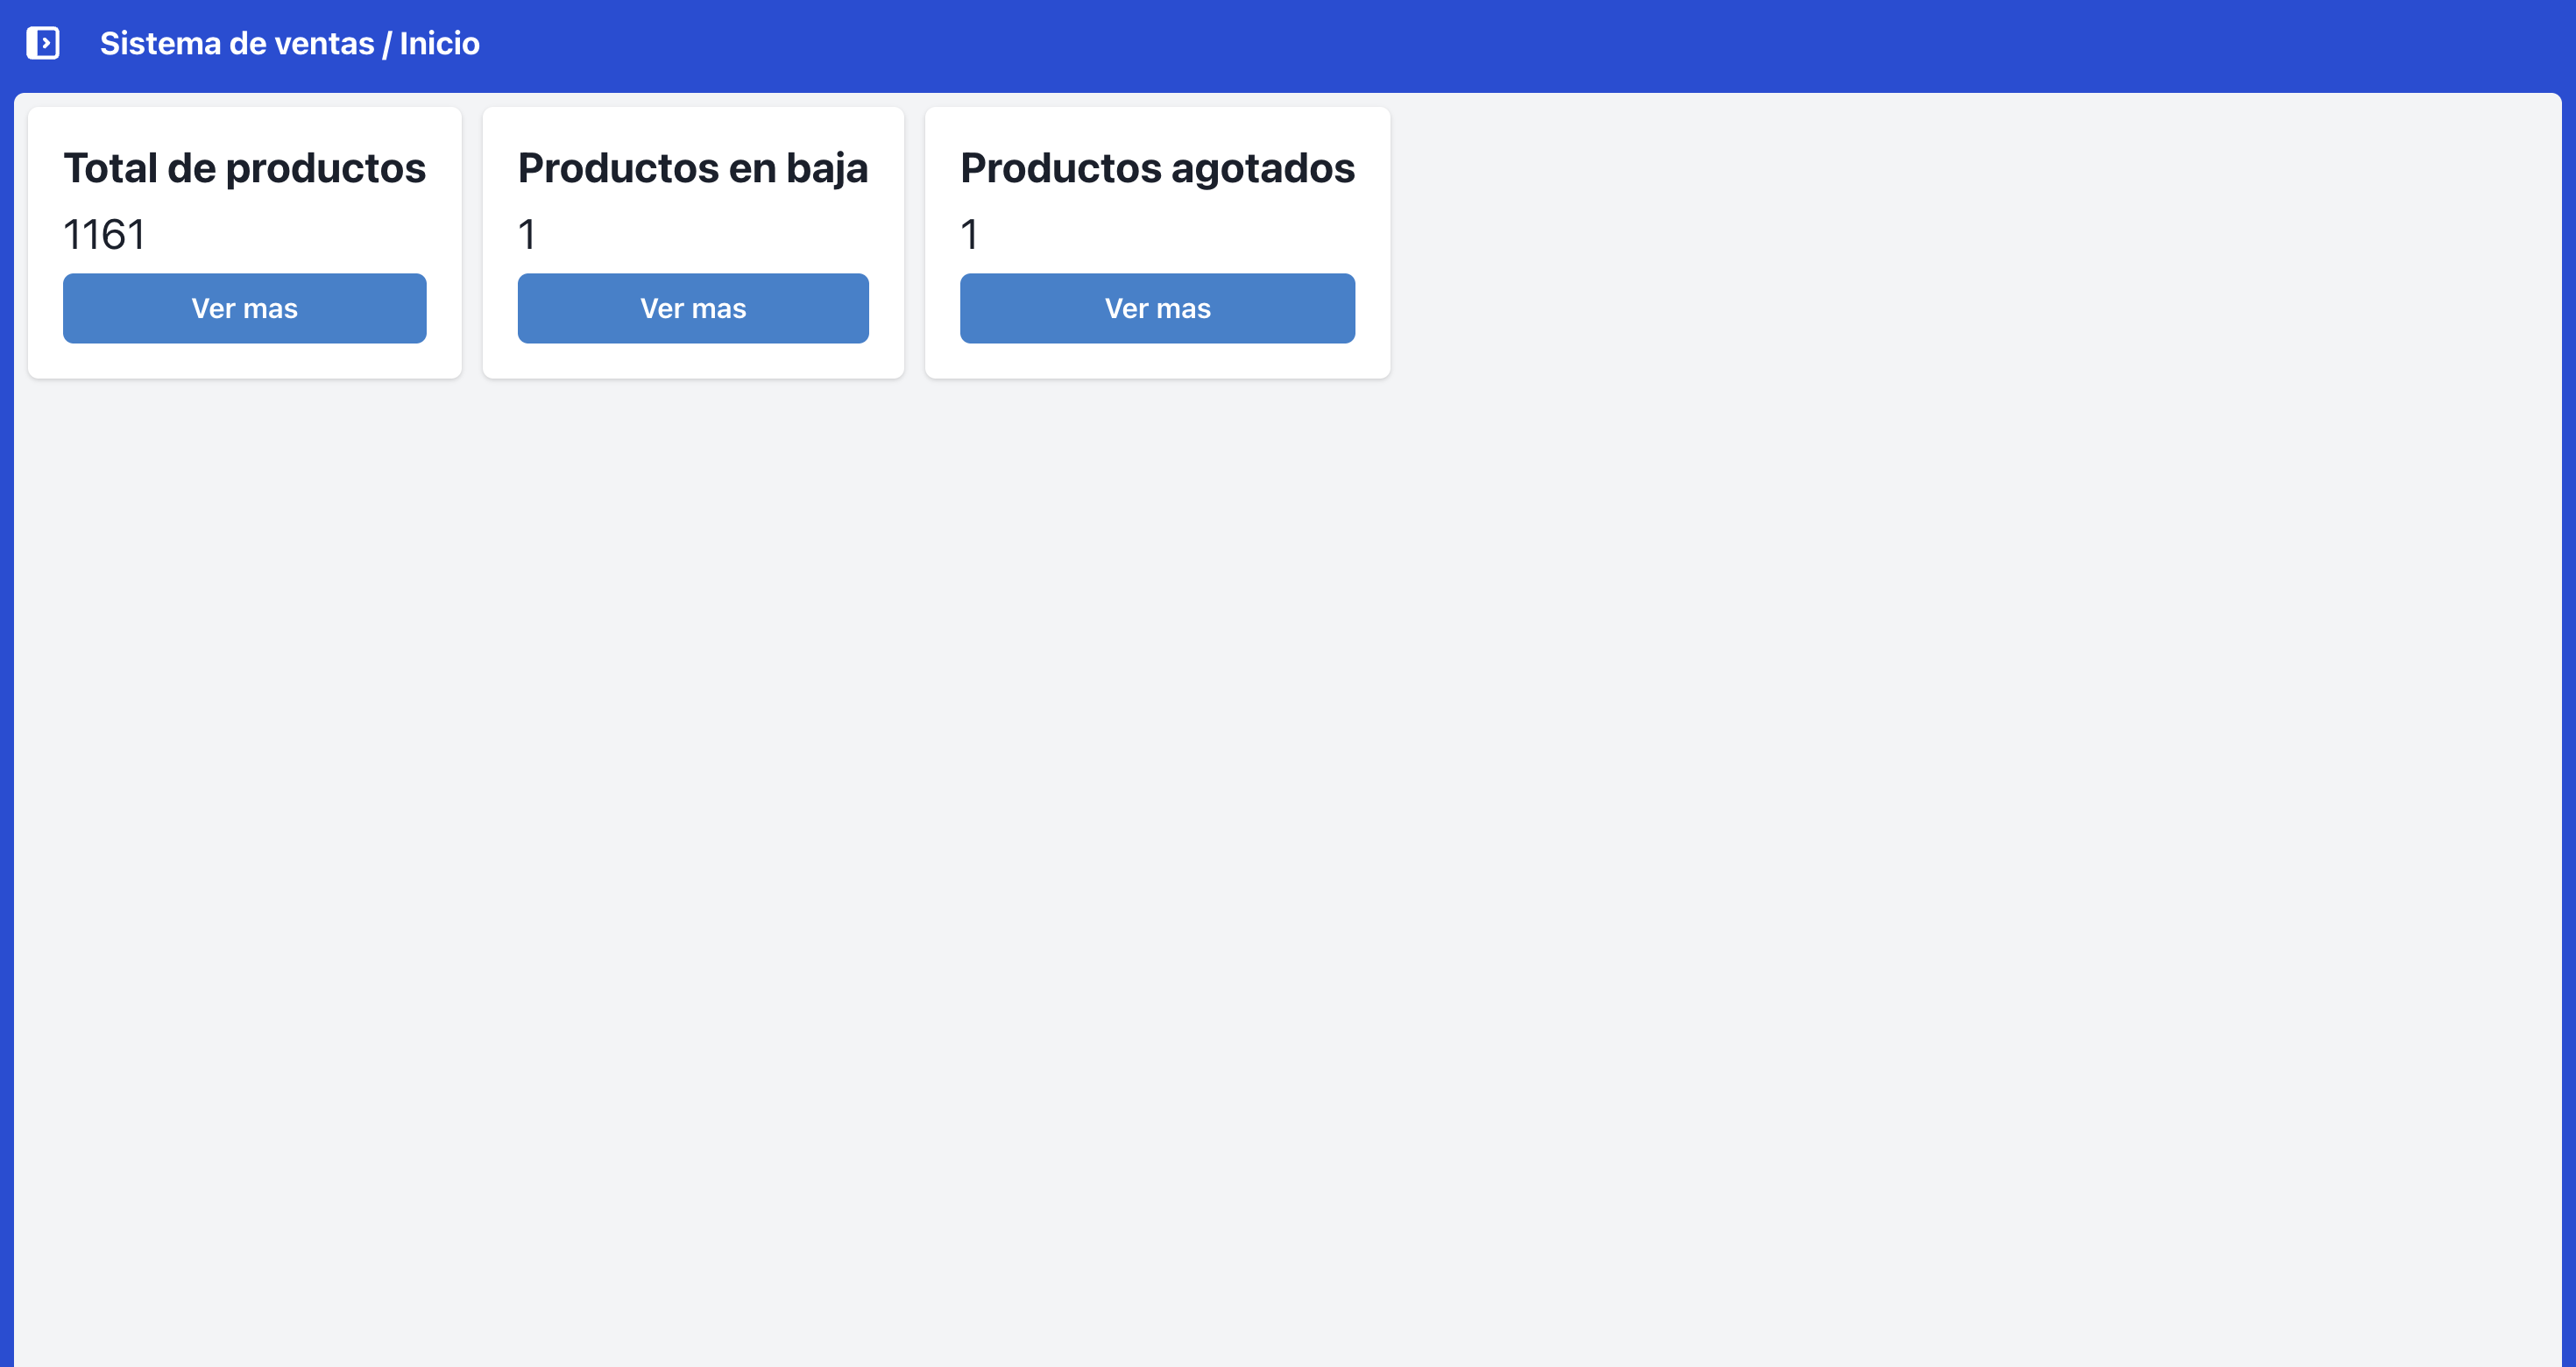 Sistema de ventas / Inicio
Total de productos
1161
Ver mas
Productos en baja
1
Ver mas
Productos agotados
1
Ver mas